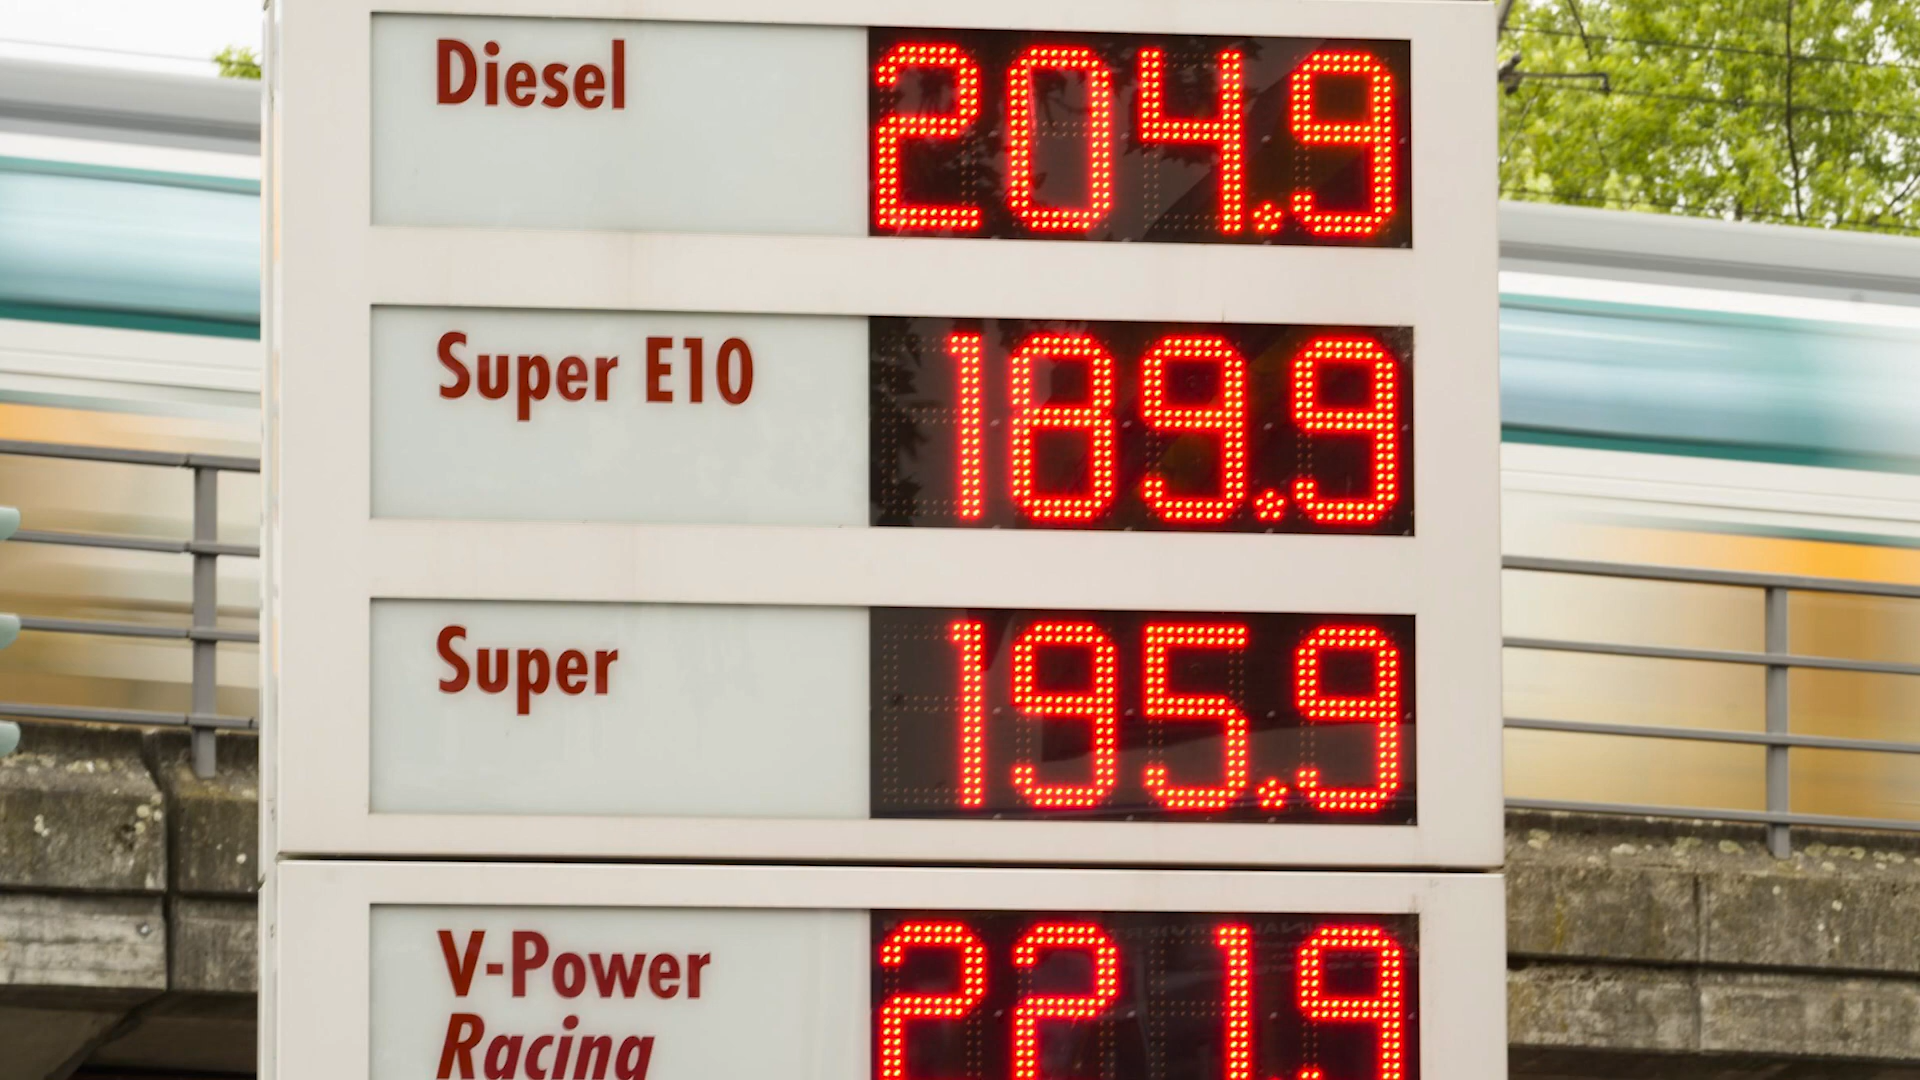 Diesel 204.9
Super E10 189.9
Super 195.9
V-Power 221.9
Racing